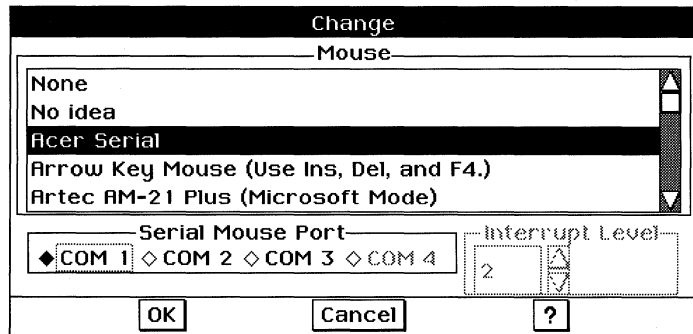 Change
Mouse
None
No idea
Acer Serial
Arrow Key Mouse (Use Ins, Del, and F4.)
Artec AM-21 Plus (Microsoft Mode)
Serial Mouse Port
COM 1 COM 2 COM 3 COM 4
Interrupt Level
2
OK Cancel ?